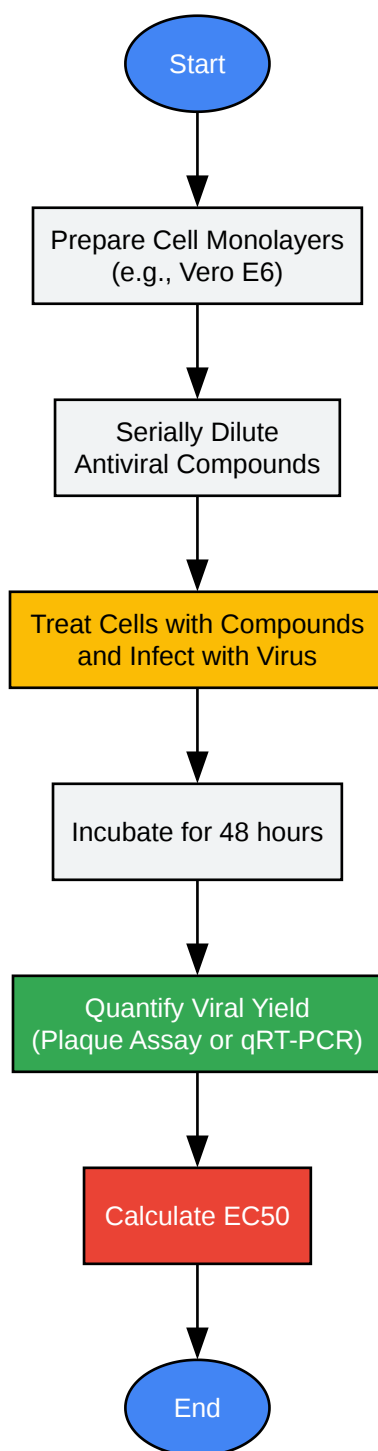 Start
Prepare Cell Monolayers
(e.g., Vero E6)
Serially Dilute
Antiviral Compounds
Treat Cells with Compounds
and Infect with Virus
Incubate for 48 hours
Quantify Viral Yield
(Plaque Assay or qRT-PCR)
Calculate EC50
End